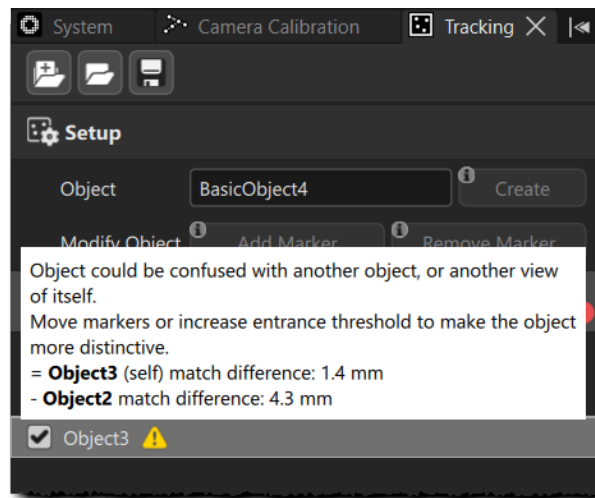 System Camera Calibration Tracking
Setup
Object BasicObject4 Create
Modify Object Add Marker Remove Marker
Object could be confused with another object, or another view
of itself.
Move markers or increase entrance threshold to make the object
more distinctive.
= Object3 (self) match difference: 1.4 mm
- Object2 match difference: 4.3 mm
Object3